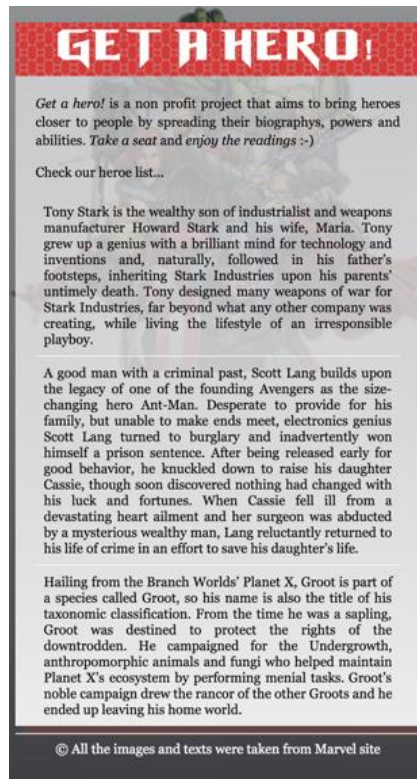 GET A HERO!
Get a hero! is a non profit project that aims to bring heroes
closer to people by spreading their biographys, powers and
abilities. Take a seat and enjoy the readings :-)
Check our heroe list...
Tony Stark is the wealthy son of industrialist and weapons
manufacturer Howard Stark and his wife, Maria. Tony
grew up a genius with a brilliant mind for technology and
inventions and, naturally, followed in his father's
footsteps, inheriting Stark Industries upon his parents'
untimely death. Tony designed many weapons of war for
Stark Industries, far beyond what any other company was
creating, while living the lifestyle of an irresponsible
playboy.
A good man with a criminal past, Scott Lang builds upon
the legacy of one of the founding Avengers as the size-
changing hero Ant-Man. Desperate to provide for his
family, but unable to make ends meet, electronics genius
Scott Lang turned to burglary and inadvertently won
himself a prison sentence. After being released early for
good behavior, he knuckled down to raise his daughter
Cassie, though soon discovered nothing had changed with
his luck and fortunes. When Cassie fell ill from a
devastating heart ailment and her surgeon was abducted
by a mysterious wealthy man, Lang reluctantly returned to
his life of crime in an effort to save his daughter's life.
Hailing from the Branch Worlds' Planet X, Groot is part of
a species called Groot, so his name is also the title of his
taxonomic classification. From the time he was a sapling,
Groot was destined to protect the rights of the
downtrodden. He campaigned for the Undergrowth,
anthropomorphic animals and fungi who helped maintain
Planet X's ecosystem by performing menial tasks. Groot's
noble campaign drew the rancor of the other Groots and he
ended up leaving his home world.
© All the images and texts were taken from Marvel site